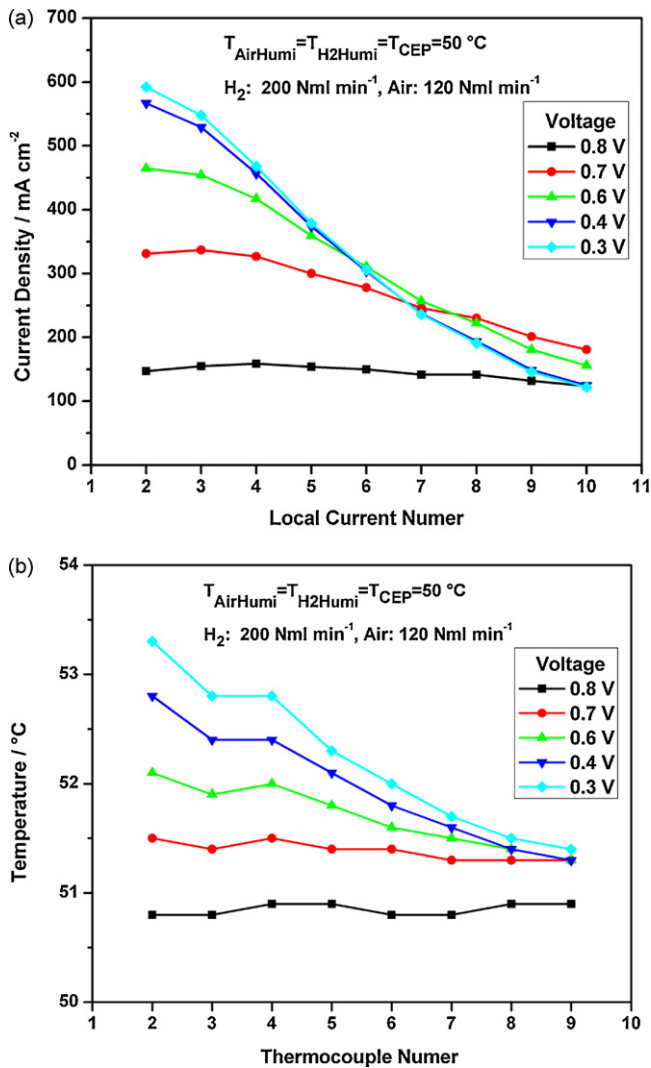 (a)
700
600
500
400
300
200
100
0
Current Density / mA cm⁻²
T_AirHumi=T_H2Humi=T_CEP=50 °C
H₂: 200 Nml min⁻¹, Air: 120 Nml min⁻¹
Voltage
0.8 V
0.7 V
0.6 V
0.4 V
0.3 V
1 2 3 4 5 6 7 8 9 10 11
Local Current Numer
(b)
54
53
52
51
50
Temperature / °C
T_AirHumi=T_H2Humi=T_CEP=50 °C
H₂: 200 Nml min⁻¹, Air: 120 Nml min⁻¹
Voltage
0.8 V
0.7 V
0.6 V
0.4 V
0.3 V
1 2 3 4 5 6 7 8 9 10
Thermocouple Numer